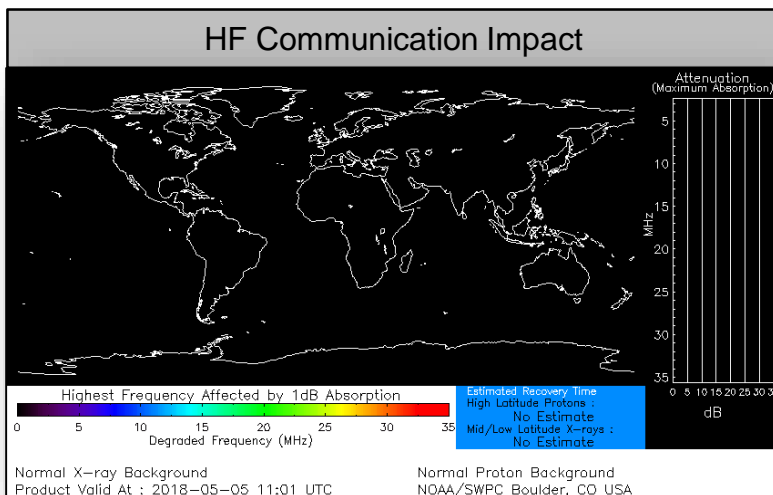 HF Communication Impact
Attenuation
(Maximum Absorption)
5
10
15
20
25
30
35
MHz
0 5 10 15 20 25 30
dB
Highest Frequency Affected by 1dB Absorption
0 5 10 15 20 25 30 35
Degraded Frequency (MHz)
Estimated Recovery Time
High Latitude Protons :
No Estimate
Mid/Low Latitude X-rays :
No Estimate
Normal X-ray Background
Normal Proton Background
Product Valid At : 2018-05-05 11:01 UTC
NOAA/SWPC Boulder, CO USA